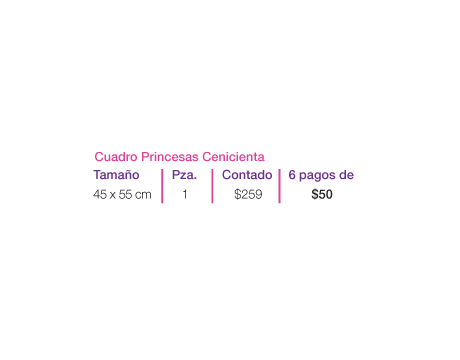 Cuadro Princesas Cenicienta
Tamaño Pza. Contado 6 pagos de
45 x 55 cm 1 $259 $50